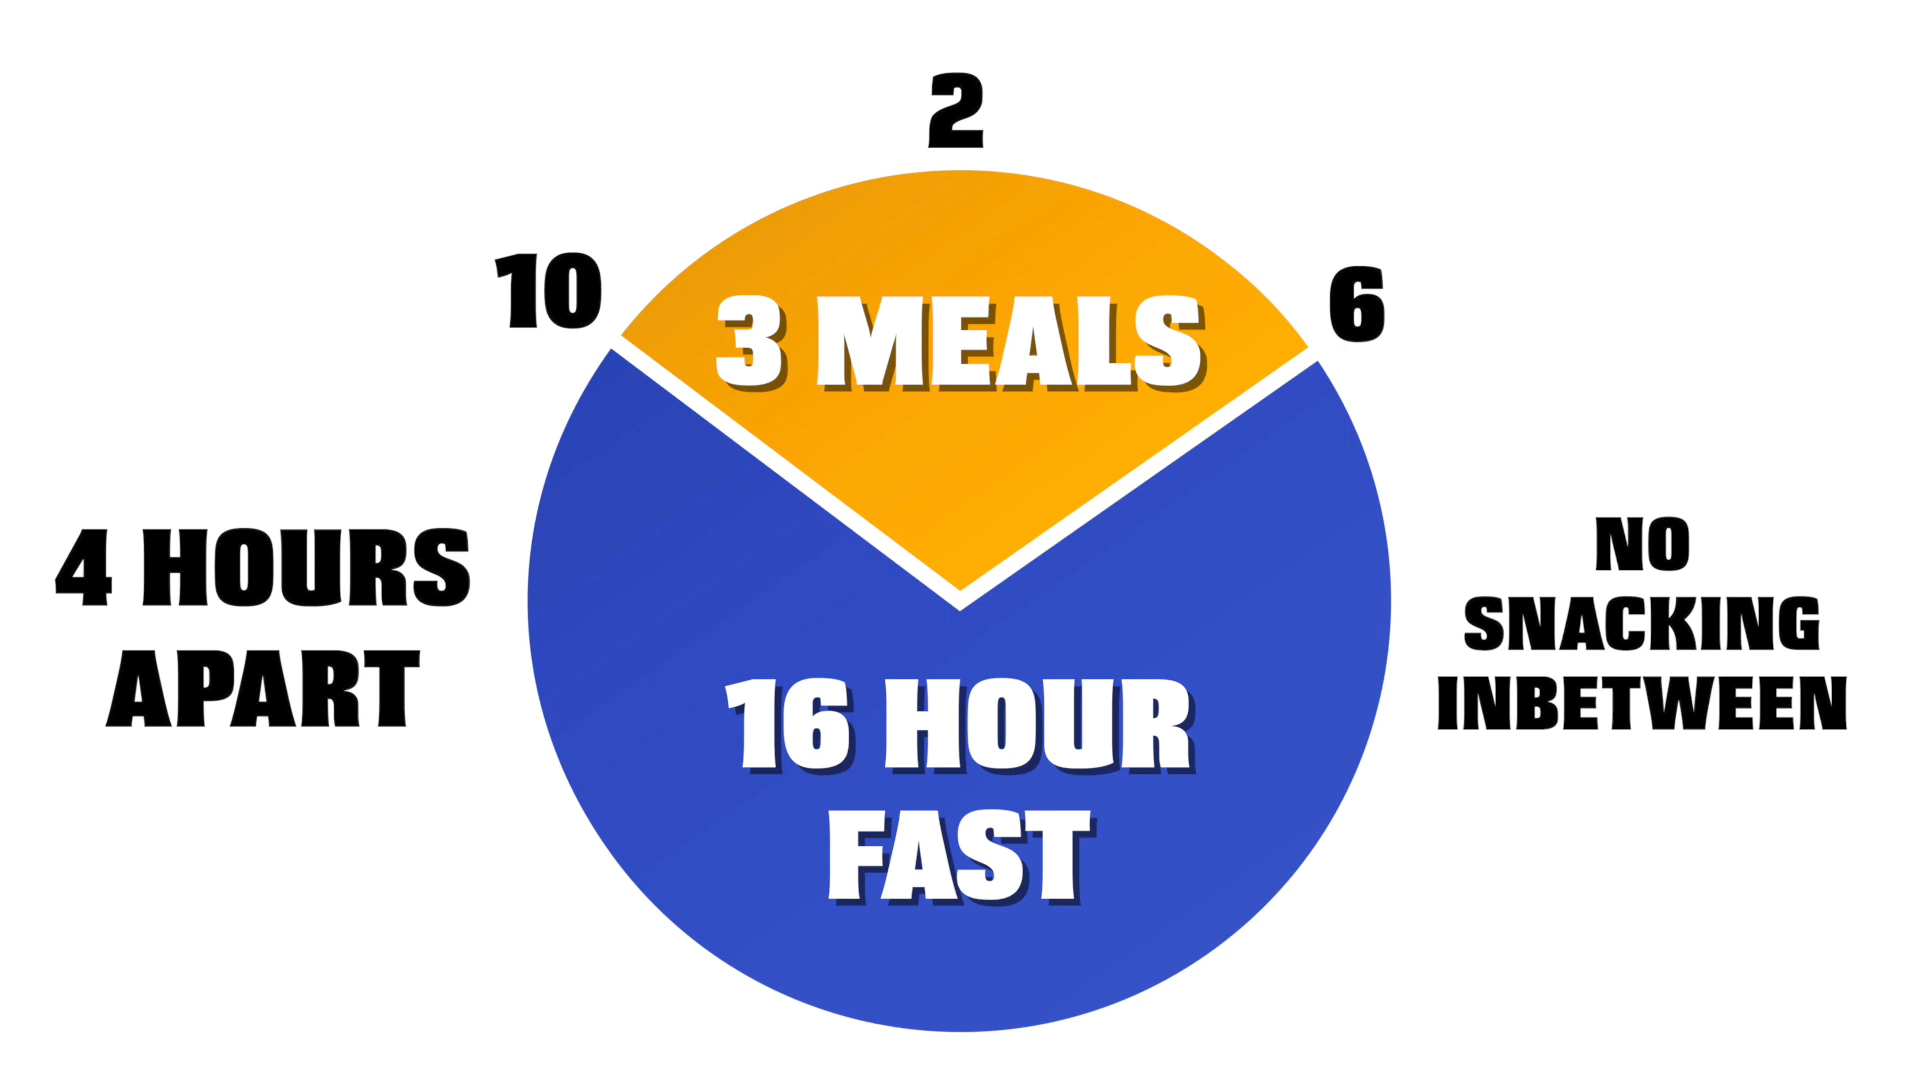 2
10
6
3 MEALS
4 HOURS
APART
NO
SNACKING
INBETWEEN
16 HOUR
FAST